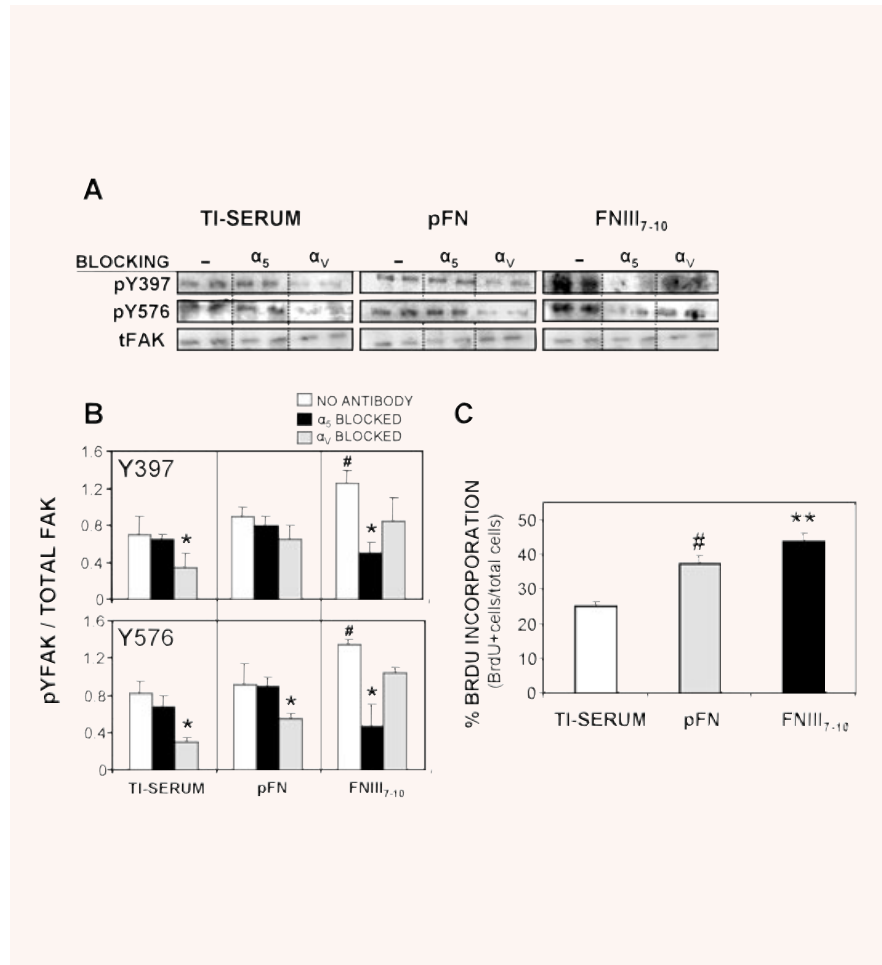 A
TI-SERUM pFN FNIII7-10
BLOCKING – α5 αV – α5 αV – α5 αV
pY397
pY576
tFAK
B
NO ANTIBODY
α5 BLOCKED
αV BLOCKED
pYFAK / TOTAL FAK
1.6
1.2
0.8
0.4
0
Y397
*
#
*
1.6
1.2
0.8
0.4
0
Y576
*
*
#
*
TI-SERUM pFN FNIII7-10
C
% BRDU INCORPORATION
(BrdU+cells/total cells)
50
40
30
20
10
0
#
**
TI-SERUM pFN FNIII7-10